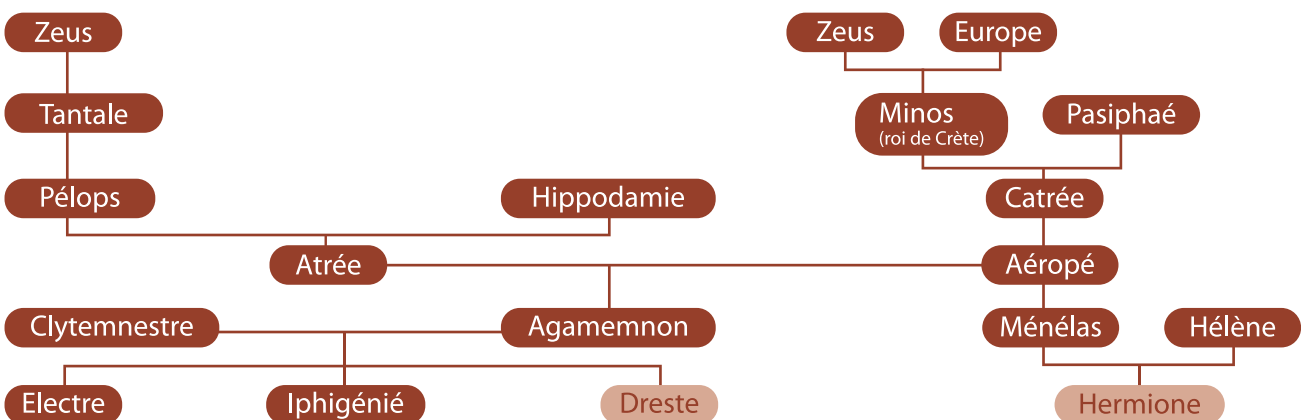 Zeus
Zeus
Europe
Tantale
Minos
(roi de Crète)
Pasiphaé
Pélops
Hippodamie
Catrée
Atrée
Aéropé
Clytemnestre
Agamemnon
Ménélas
Hélène
Electre
Iphigénié
Dreste
Hermione